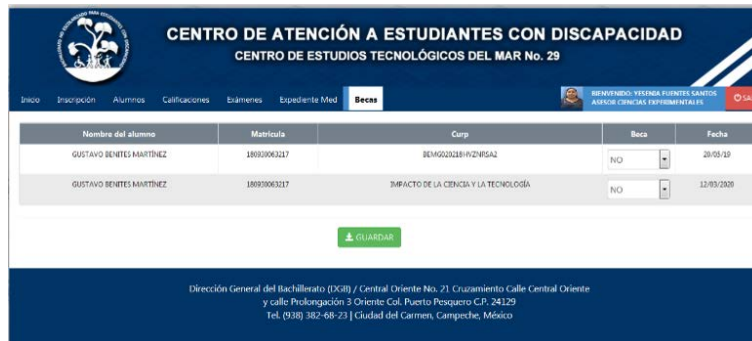 CENTRO DE ATENCIÓN A ESTUDIANTES CON DISCAPACIDAD
CENTRO DE ESTUDIOS TECNOLÓGICOS DEL MAR No. 29
Inicio Inscripción Alumnos Calificaciones Exámenes Expediente Med Becas
BIENVENIDO: YESENIA FUENTES SANTOS
ASESOR CIENCIAS EXPERIMENTALES
Nombre del alumno Matrícula Curp Beca Fecha
GUSTAVO BENITES MARTÍNEZ NO
GUSTAVO BENITES MARTÍNEZ IMPACTO DE LA CIENCIA Y LA TECNOLOGÍA NO 12/03/2020
GUARDAR
Dirección General del Bachillerato (DGB) / Central Oriente No. 21 Cruzamiento Calle Central Oriente
y calle Prolongación 3 Oriente Col. Puerto Pesquero C.P. 24129
Tel. (938) 382-68-23 | Ciudad del Carmen, Campeche, México